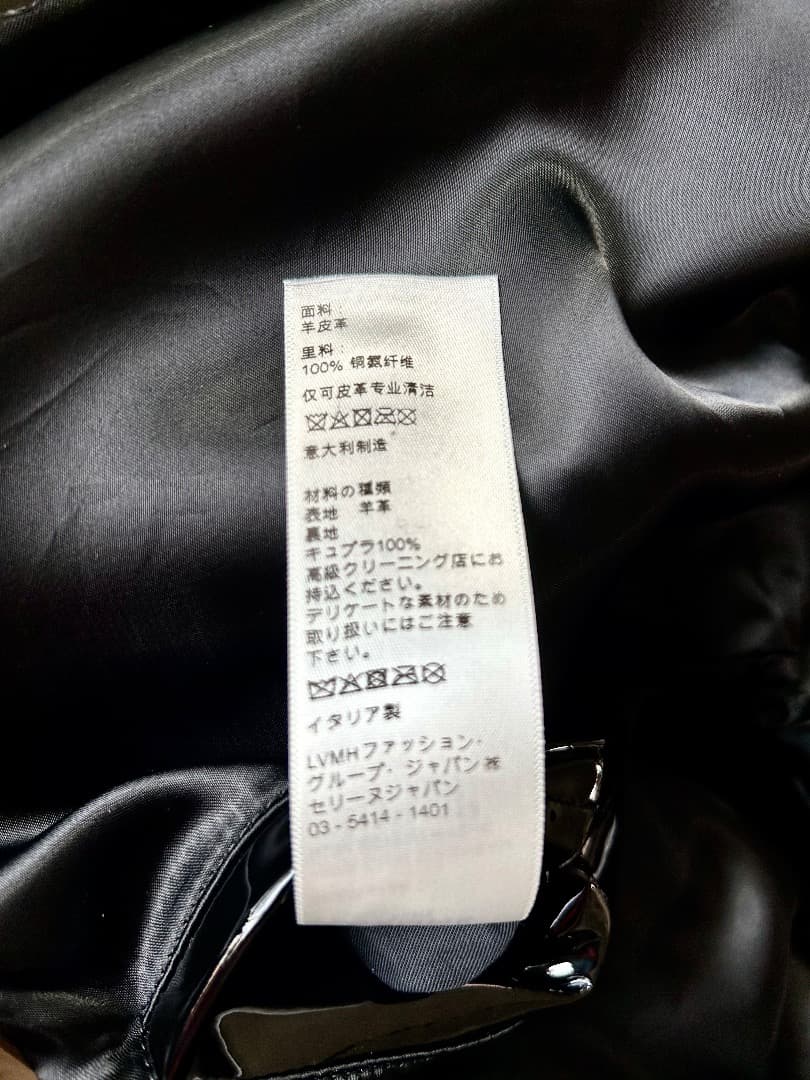 面料：
羊皮革
里料：
100% 铜氨纤维
仅可皮革专业清洁
意大利制造
材料の種類
表地 羊革
裏地
キュプラ100%
高級クリーニング店にお
持込ください。
デリケートな素材のため
取り扱いにはご注意
下さい。
イタリア製
LVMHファッション・
グループ・ジャパン㈱
セリーヌジャパン
03 - 5414 - 1401